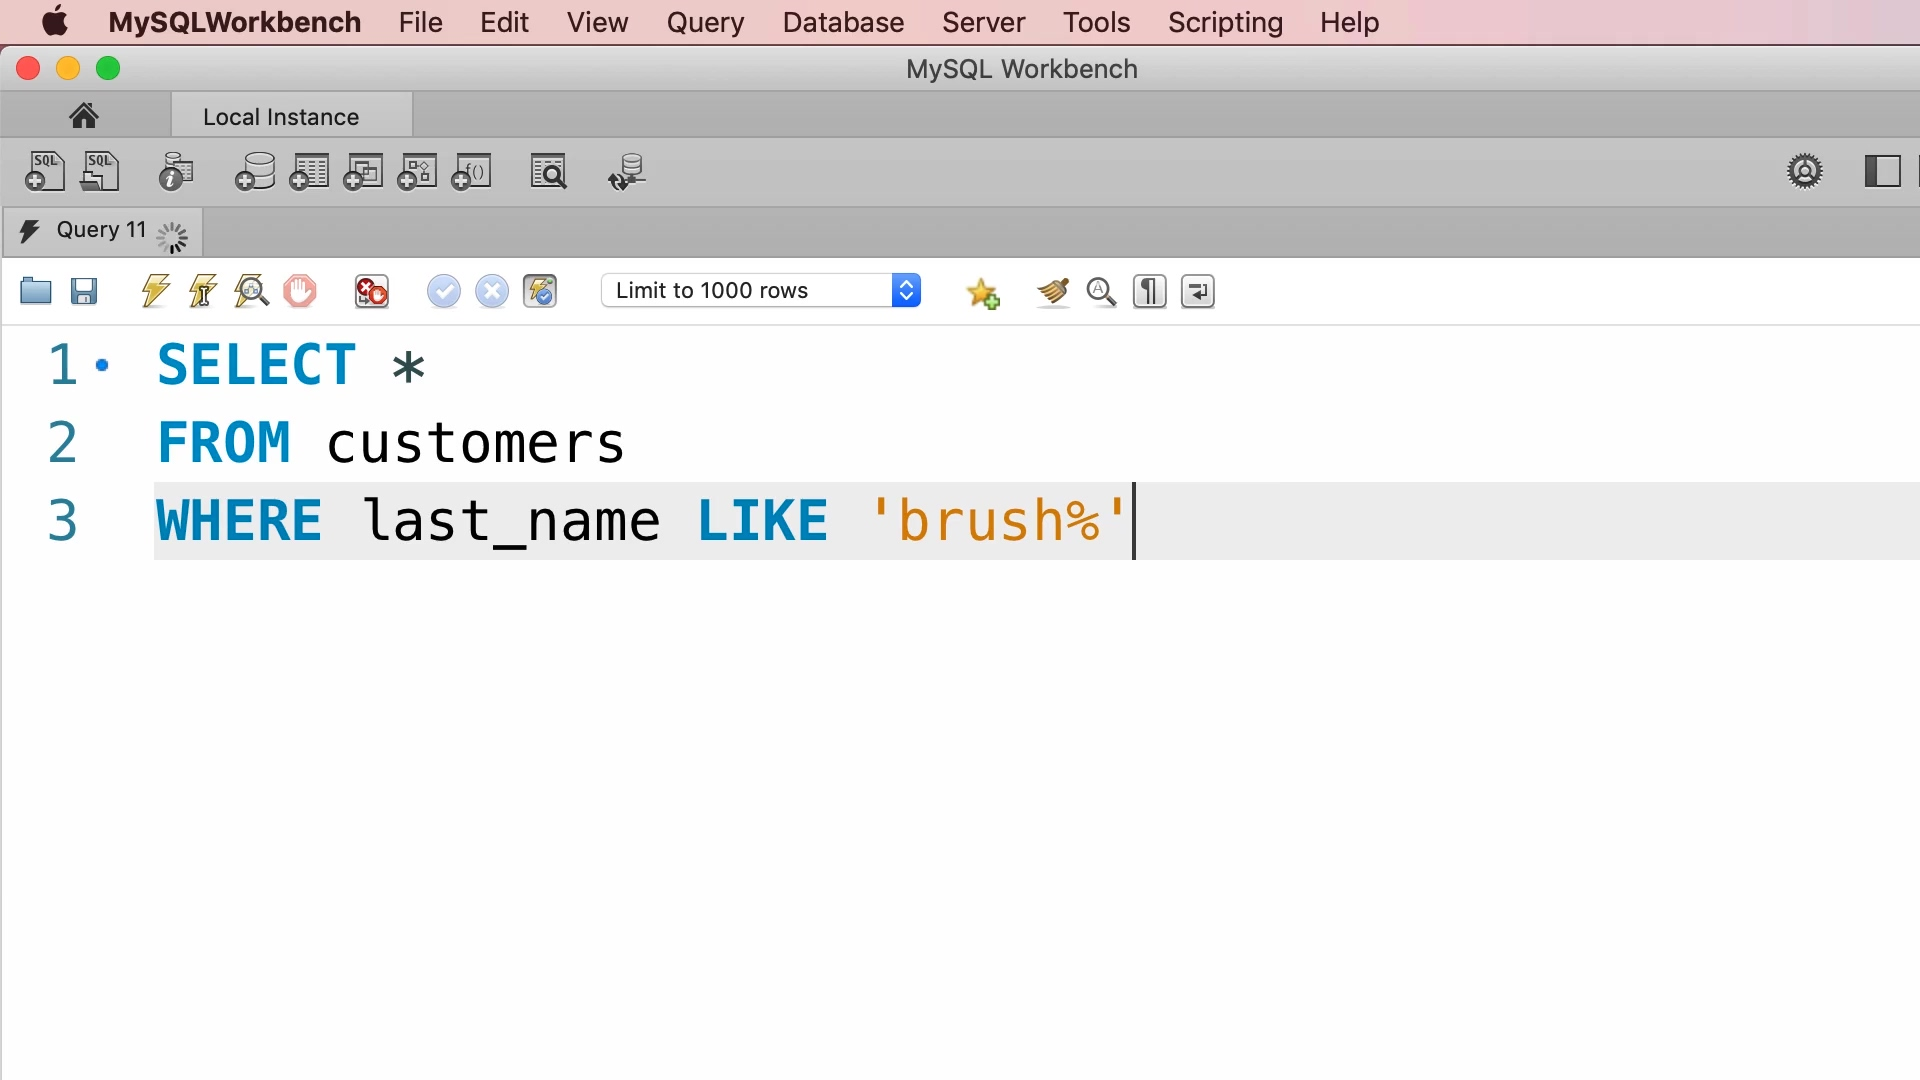 MySQLWorkbench File Edit View Query Database Server Tools Scripting Help
MySQL Workbench
Local Instance
SQL SQL f()
Query 11
Limit to 1000 rows
1 SELECT *
2 FROM customers
3 WHERE last_name LIKE 'brush%'